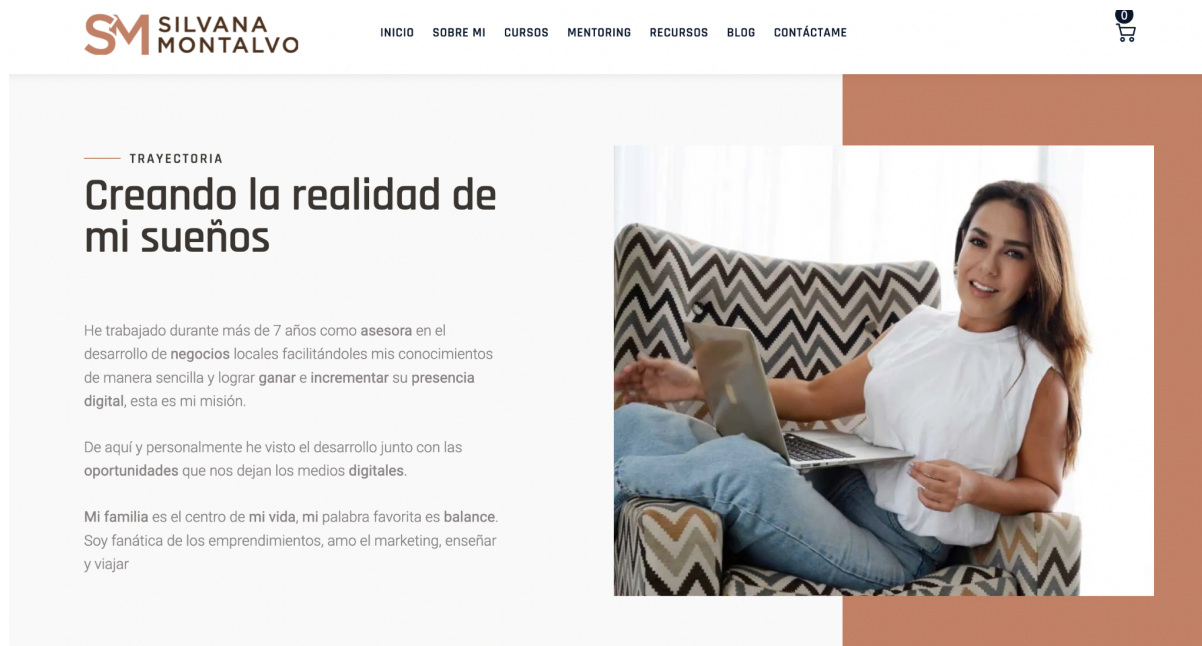 SM SILVANA
MONTALVO
INICIO SOBRE MI CURSOS MENTORING RECURSOS BLOG CONTÁCTAME
0
TRAYECTORIA
Creando la realidad de
mi sueños
He trabajado durante más de 7 años como asesora en el
desarrollo de negocios locales facilitándoles mis conocimientos
de manera sencilla y lograr ganar e incrementar su presencia
digital, esta es mi misión.
De aquí y personalmente he visto el desarrollo junto con las
oportunidades que nos dejan los medios digitales.
Mi familia es el centro de mi vida, mi palabra favorita es balance.
Soy fanática de los emprendimientos, amo el marketing, enseñar
y viajar